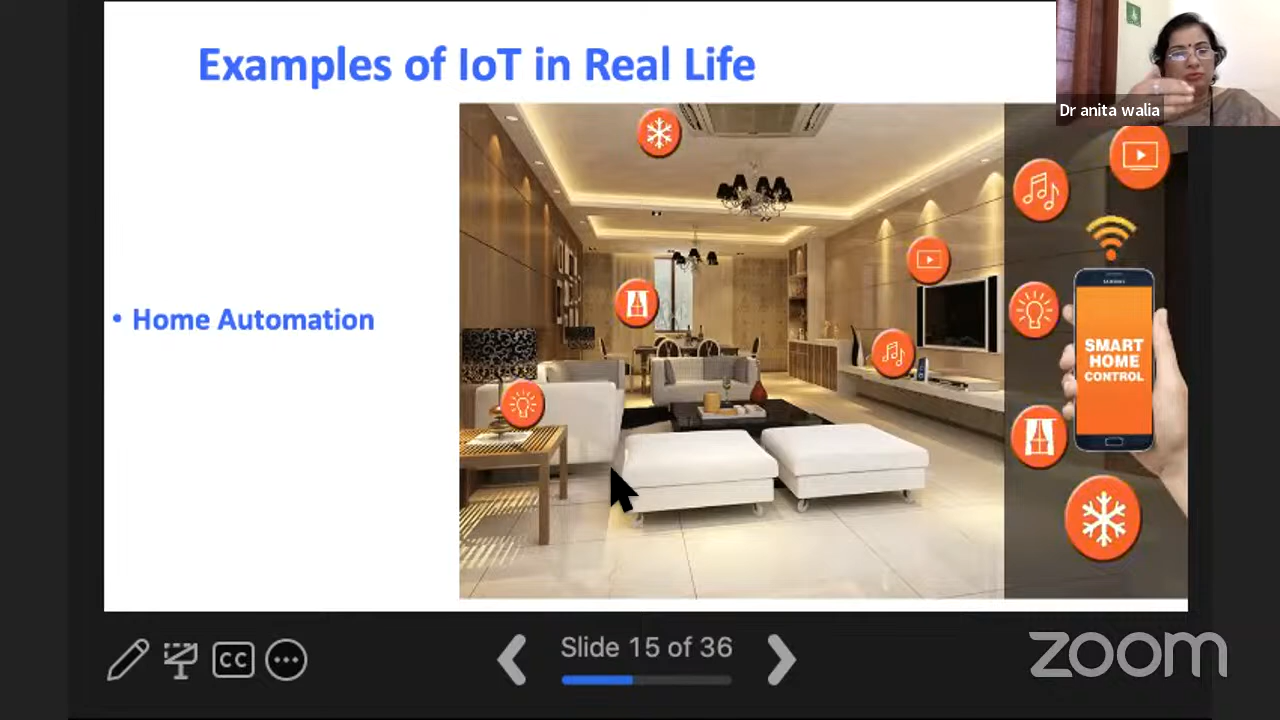 Examples of IoT in Real Life
Dr anita walia
• Home Automation
SAMSUNG
SMART
HOME
CONTROL
CC
Slide 15 of 36
zoom